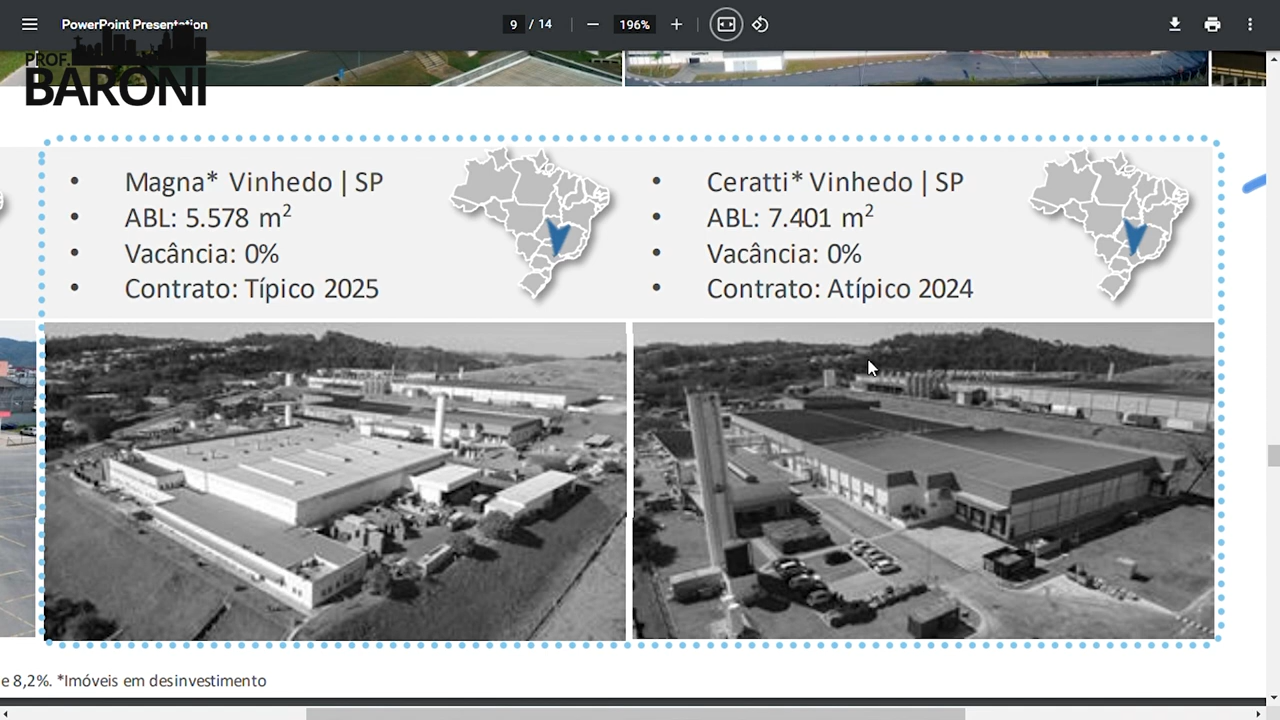 PowerPoint Presentation
9 / 14
196%
PROF.
BARONI
• Magna* Vinhedo | SP
• ABL: 5.578 m²
• Vacância: 0%
• Contrato: Típico 2025
• Ceratti* Vinhedo | SP
• ABL: 7.401 m²
• Vacância: 0%
• Contrato: Atípico 2024
e 8,2%. *Imóveis em desinvestimento